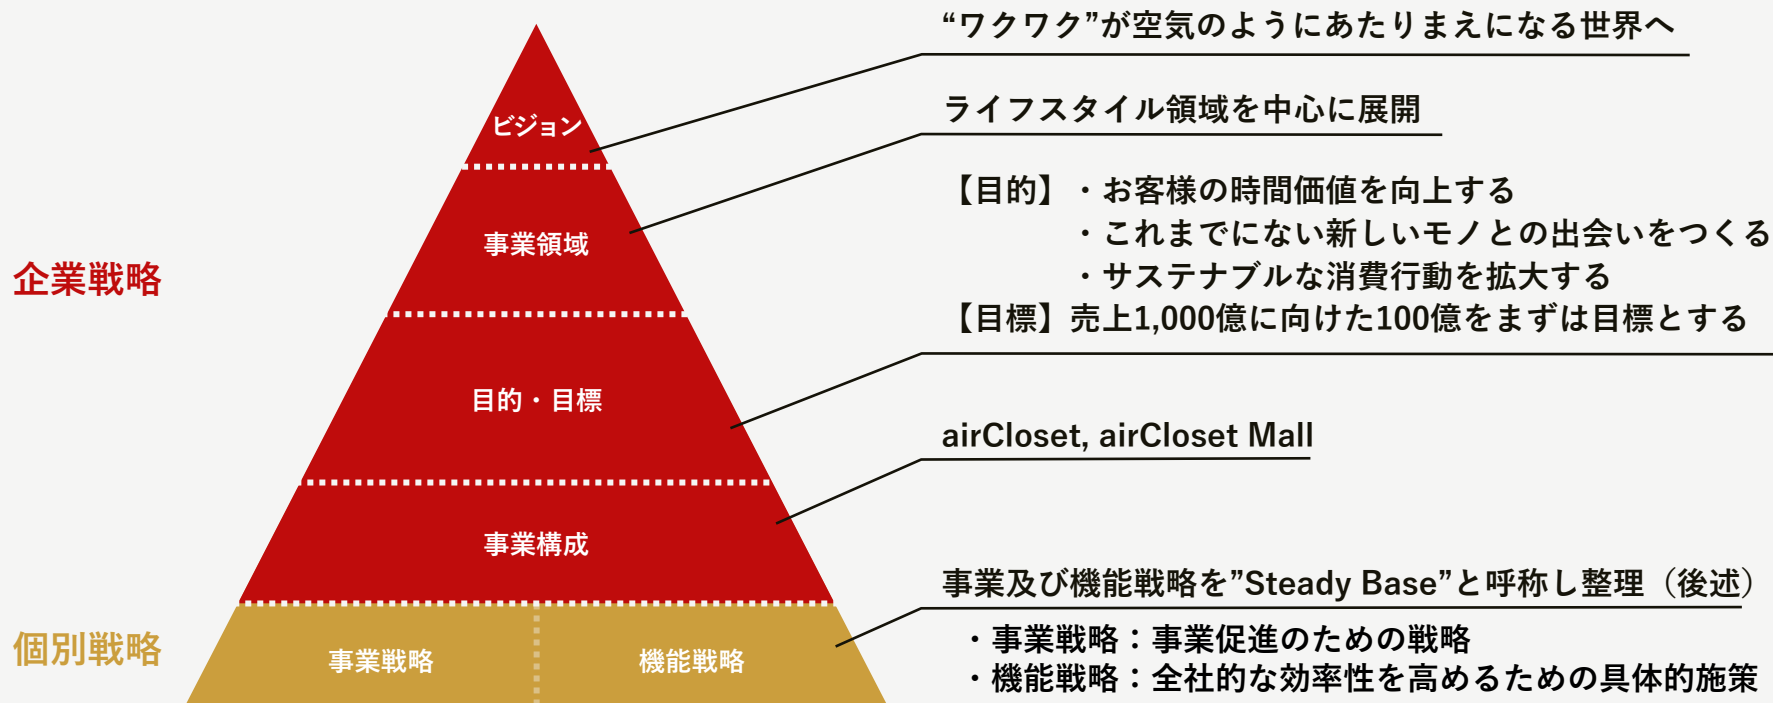 “ワクワク”が空気のようにあたりまえになる世界へ
ビジョン
ライフスタイル領域を中心に展開
事業領域
企業戦略
【目的】・お客様の時間価値を向上する
・これまでにない新しいモノとの出会いをつくる
・サステナブルな消費行動を拡大する
【目標】売上1,000億に向けた100億をまずは目標とする
目的・目標
airCloset, airCloset Mall
事業構成
事業及び機能戦略を”Steady Base”と呼称し整理（後述）
・事業戦略：事業促進のための戦略
・機能戦略：全社的な効率性を高めるための具体的施策
個別戦略
事業戦略
機能戦略